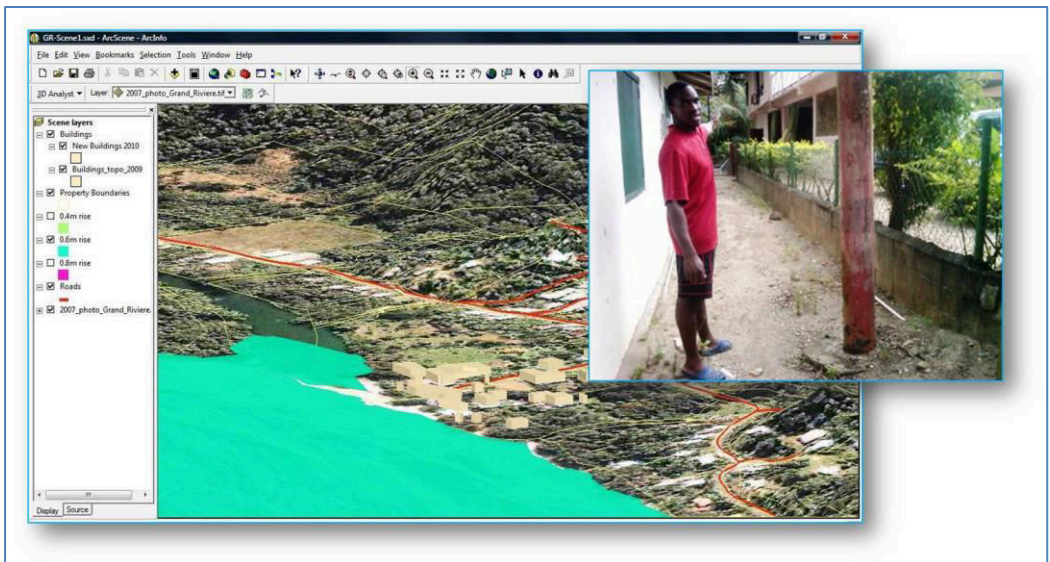 GR-Scene1.sxd - ArcScene - ArcInfo
File Edit View Bookmarks Selection Tools Window Help
3D Analyst Layer: 2007_photo_Grand_Riviere.tif
Scene layers
Buildings
New Buildings 2010
Buildings_topo_2009
Property Boundaries
0.4m rise
0.6m rise
0.8m rise
Roads
2007_photo_Grand_Riviere.
Display Source